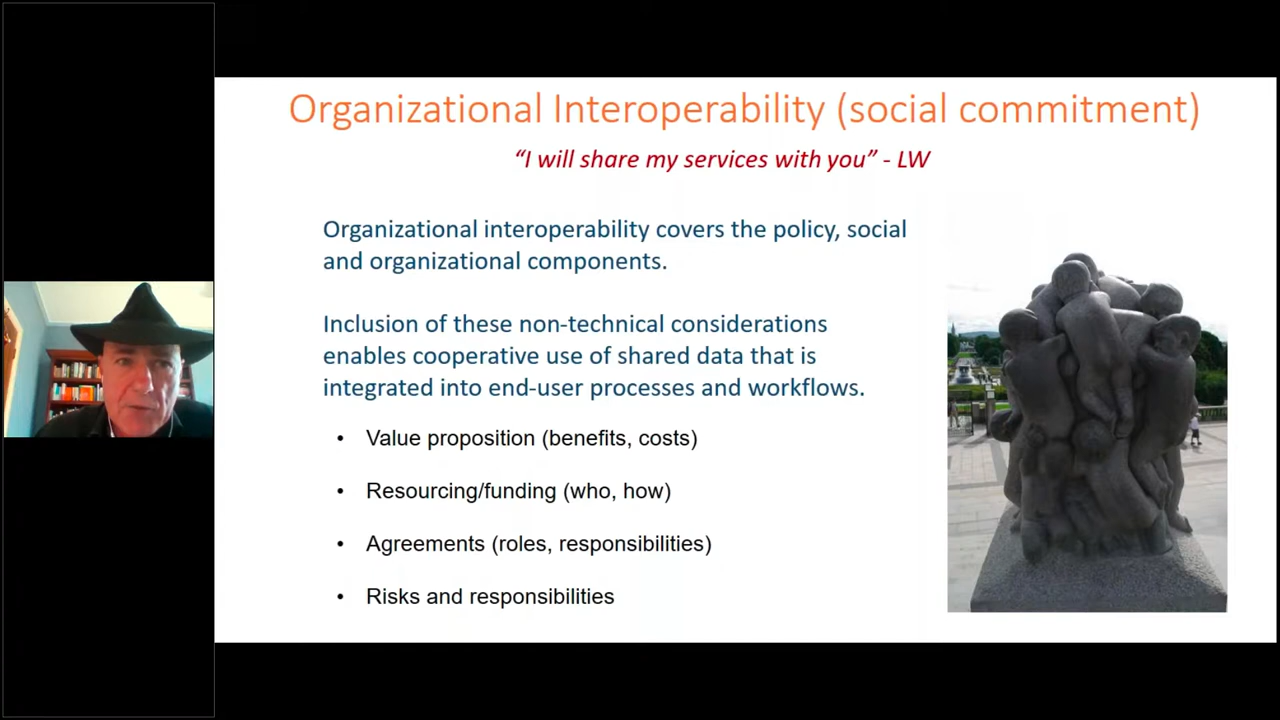 Organizational Interoperability (social commitment)
“I will share my services with you” - LW
Organizational interoperability covers the policy, social
and organizational components.
Inclusion of these non-technical considerations
enables cooperative use of shared data that is
integrated into end-user processes and workflows.
• Value proposition (benefits, costs)
• Resourcing/funding (who, how)
• Agreements (roles, responsibilities)
• Risks and responsibilities